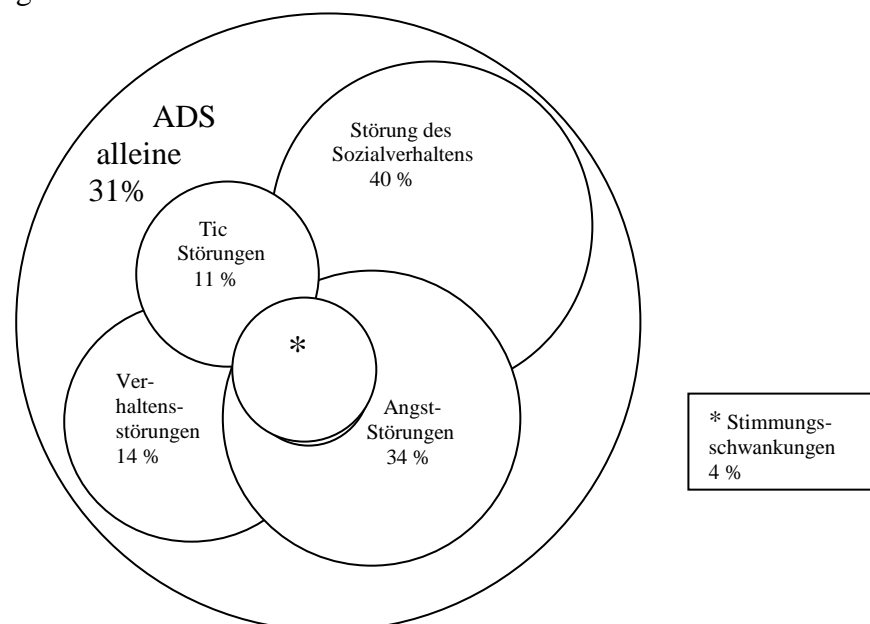 g
ADS
alleine
31%
Störung des
Sozialverhaltens
40 %
Tic
Störungen
11 %
*
Ver-
haltens-
störungen
14 %
Angst-
Störungen
34 %
* Stimmungs-
schwankungen
4 %